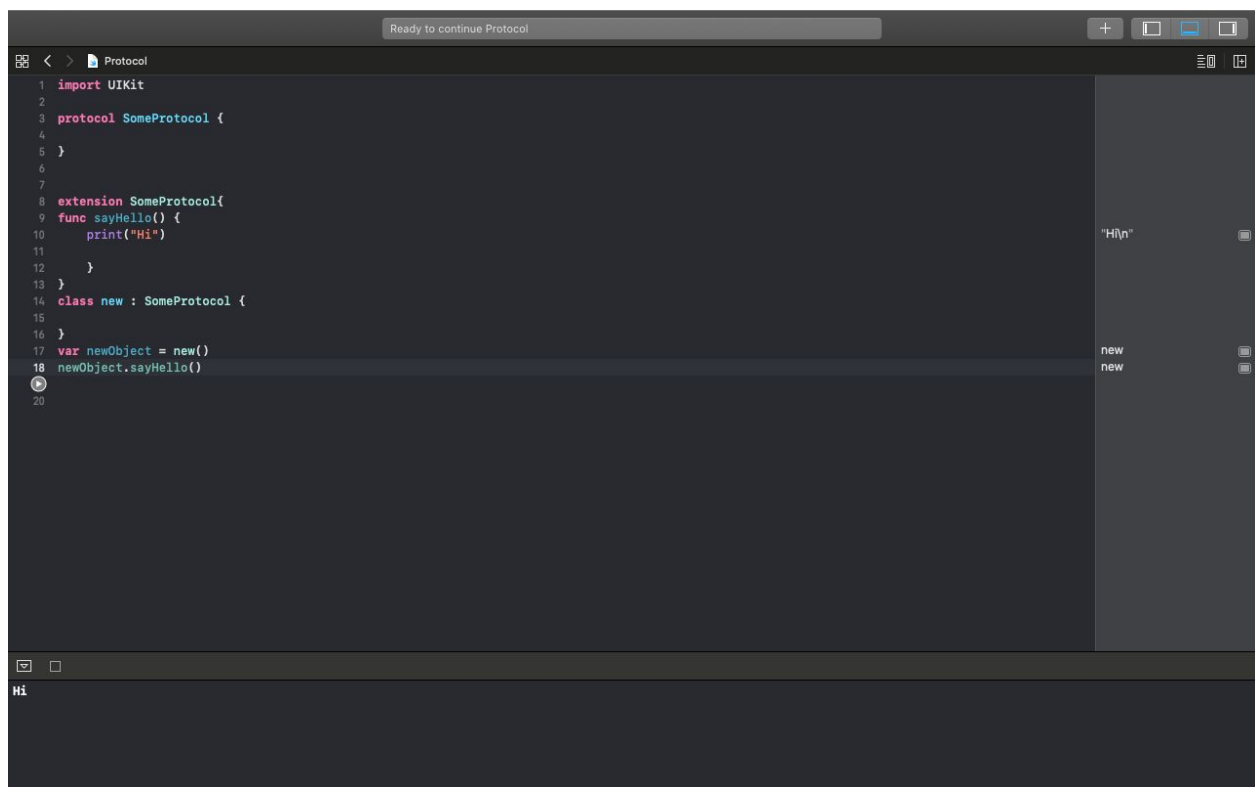 Ready to continue Protocol
Protocol
1 import UIKit
2
3 protocol SomeProtocol {
4
5 }
6
7
8 extension SomeProtocol{
9 func sayHello() {
10     print("Hi") "Hi\n"
11
12     }
13 }
14 class new : SomeProtocol {
15
16 }
17 var newObject = new() new
18 newObject.sayHello() new
20
Hi